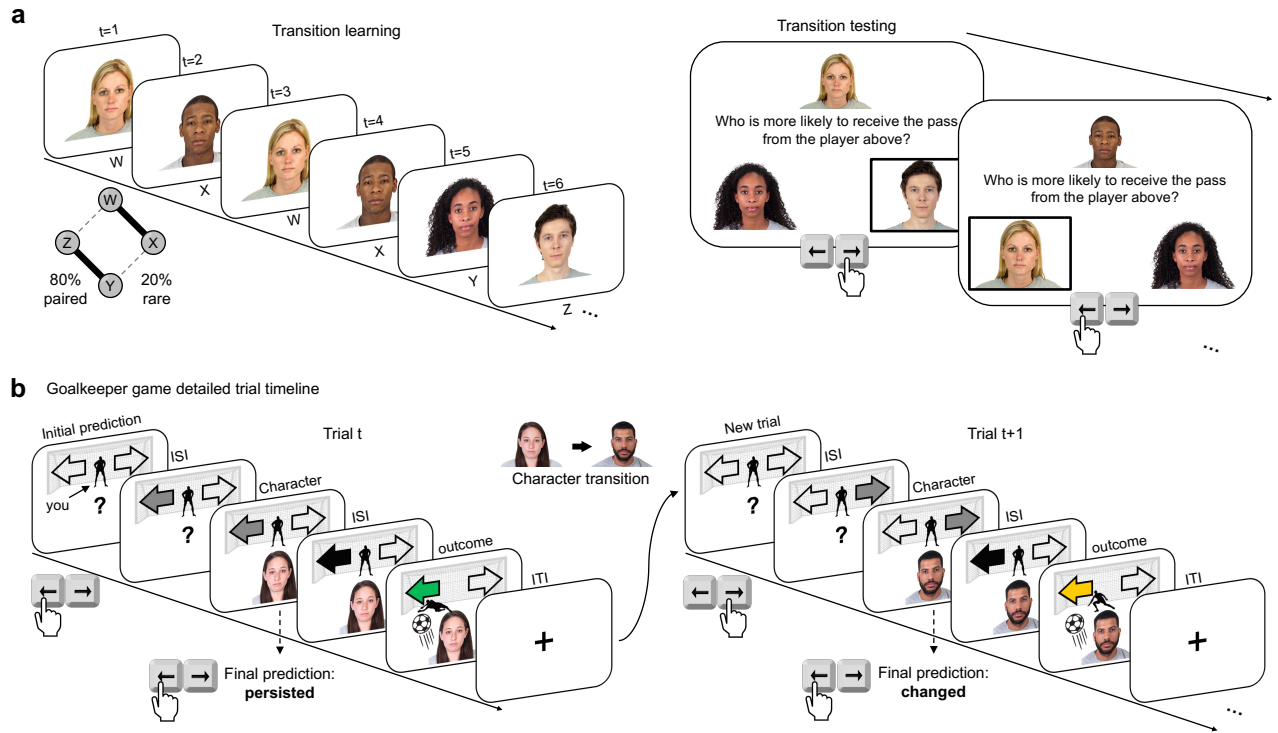 a
Transition learning
t=1
t=2
t=3
t=4
t=5
t=6
W
X
W
X
Y
Z ...
W
Z
X
Y
80%
paired
20%
rare
Transition testing
Who is more likely to receive the pass
from the player above?
← →
Who is more likely to receive the pass
from the player above?
← →
...
b
Goalkeeper game detailed trial timeline
Trial t
Initial prediction
you
?
ISI
?
Character
ISI
outcome
ITI
+
← →
← →
Final prediction:
persisted
Character transition
Trial t+1
New trial
?
ISI
?
Character
ISI
outcome
ITI
+
← →
← →
Final prediction:
changed
...